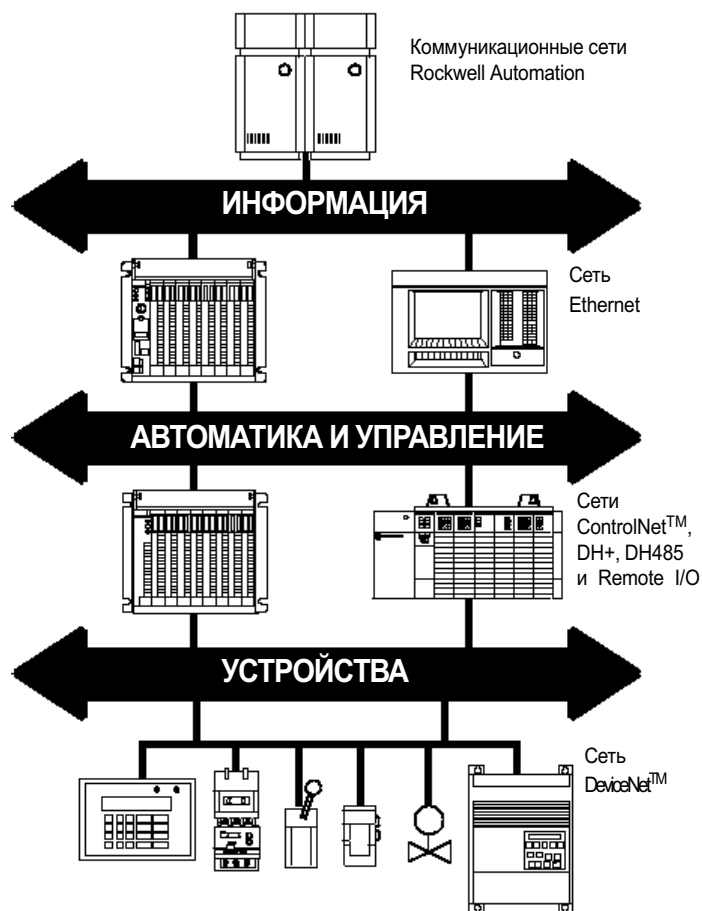 Коммуникационные сети
Rockwell Automation
ИНФОРМАЦИЯ
Сеть
Ethernet
АВТОМАТИКА И УПРАВЛЕНИЕ
Сети
ControlNet™,
DH+, DH485
и Remote I/O
УСТРОЙСТВА
Сеть
DeviceNet™